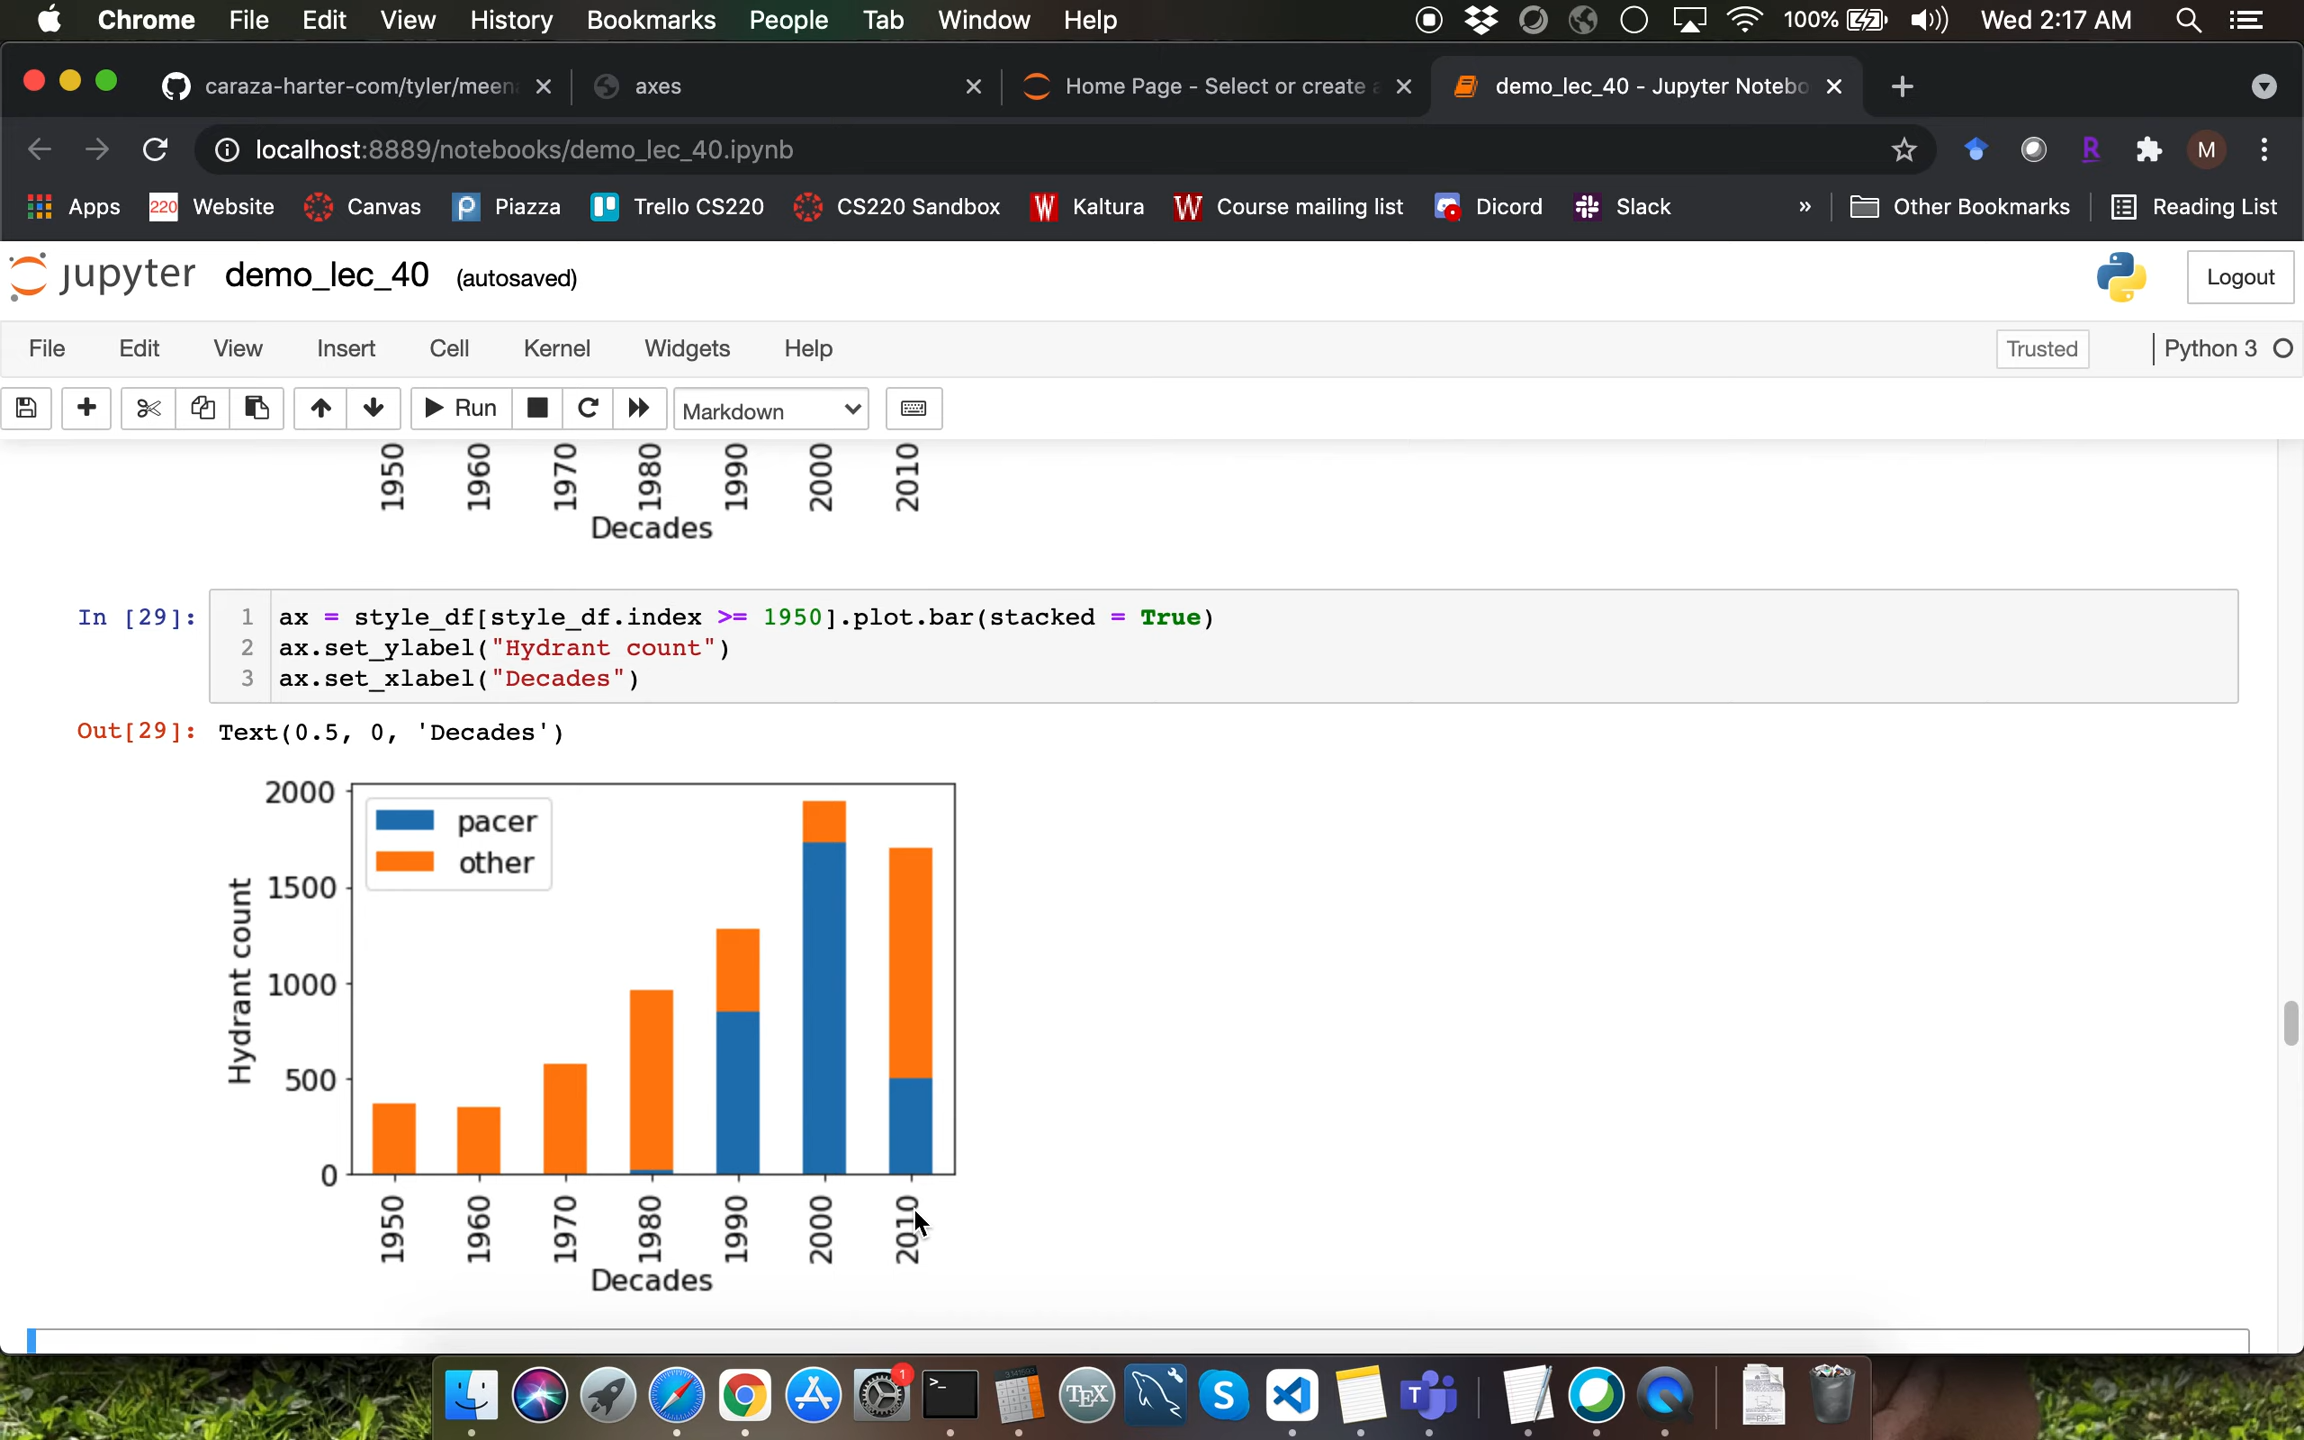 Chrome File Edit View History Bookmarks People Tab Window Help 100% Wed 2:17 AM
caraza-harter-com/tyler/meen axes Home Page - Select or create a demo_lec_40 - Jupyter Notebo
localhost:8889/notebooks/demo_lec_40.ipynb R M
Apps 220 Website Canvas Piazza Trello CS220 CS220 Sandbox Kaltura Course mailing list Dicord Slack » Other Bookmarks Reading List
jupyter demo_lec_40 (autosaved) Logout
File Edit View Insert Cell Kernel Widgets Help Trusted Python 3
Run Markdown
1950 1960 1970 1980 1990 2000 2010
Decades
In [29]: 1 ax = style_df[style_df.index >= 1950].plot.bar(stacked = True)
2 ax.set_ylabel("Hydrant count")
3 ax.set_xlabel("Decades")
Out[29]: Text(0.5, 0, 'Decades')
2000
pacer
other
1500
Hydrant count
1000
500
0
1950 1960 1970 1980 1990 2000 2010
Decades
1
TEX S T